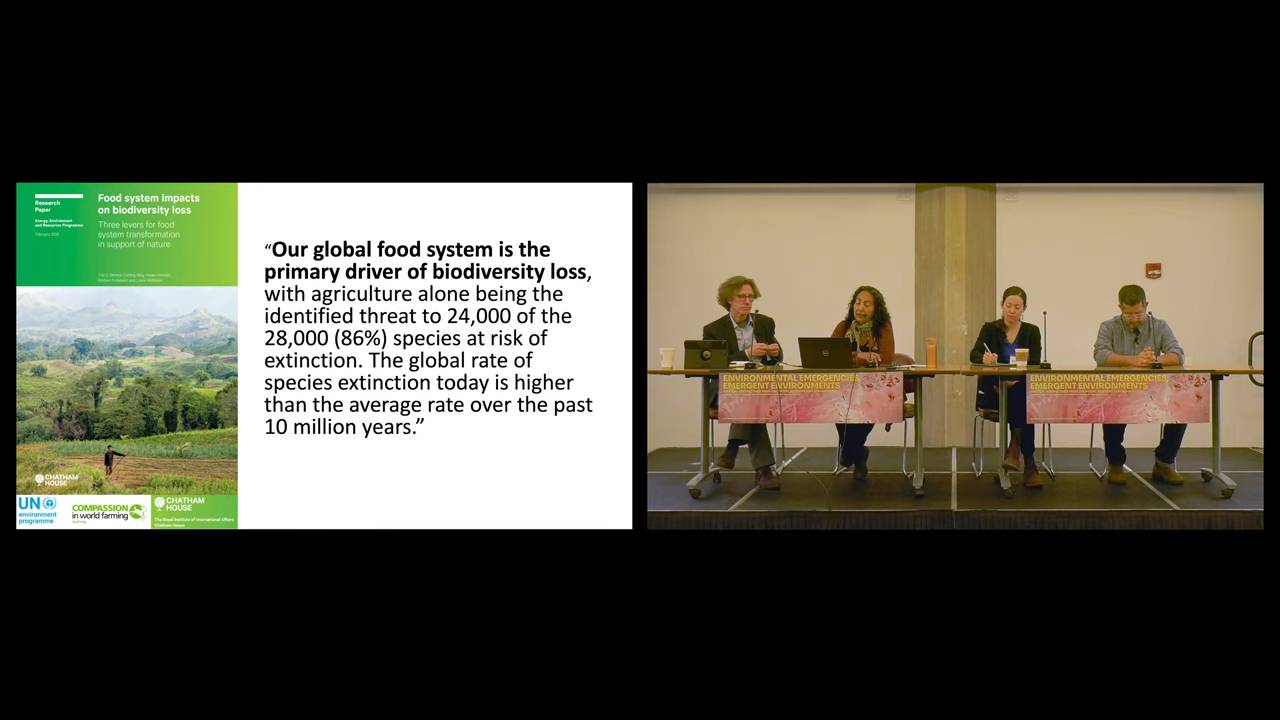 Research
Paper
Energy, Environment
and Resources Programme
February 2021
Food system impacts
on biodiversity loss
Three levers for food
system transformation
in support of nature
CHATHAM
HOUSE
UN
environment
programme
COMPASSION
in world farming
CHATHAM
HOUSE
The Royal Institute of International Affairs
Chatham House
“Our global food system is the
primary driver of biodiversity loss,
with agriculture alone being the
identified threat to 24,000 of the
28,000 (86%) species at risk of
extinction. The global rate of
species extinction today is higher
than the average rate over the past
10 million years.”
ENVIRONMENTAL EMERGENCIES,
EMERGENT ENVIRONMENTS
ENVIRONMENTAL EMERGENCIES,
EMERGENT ENVIRONMENTS